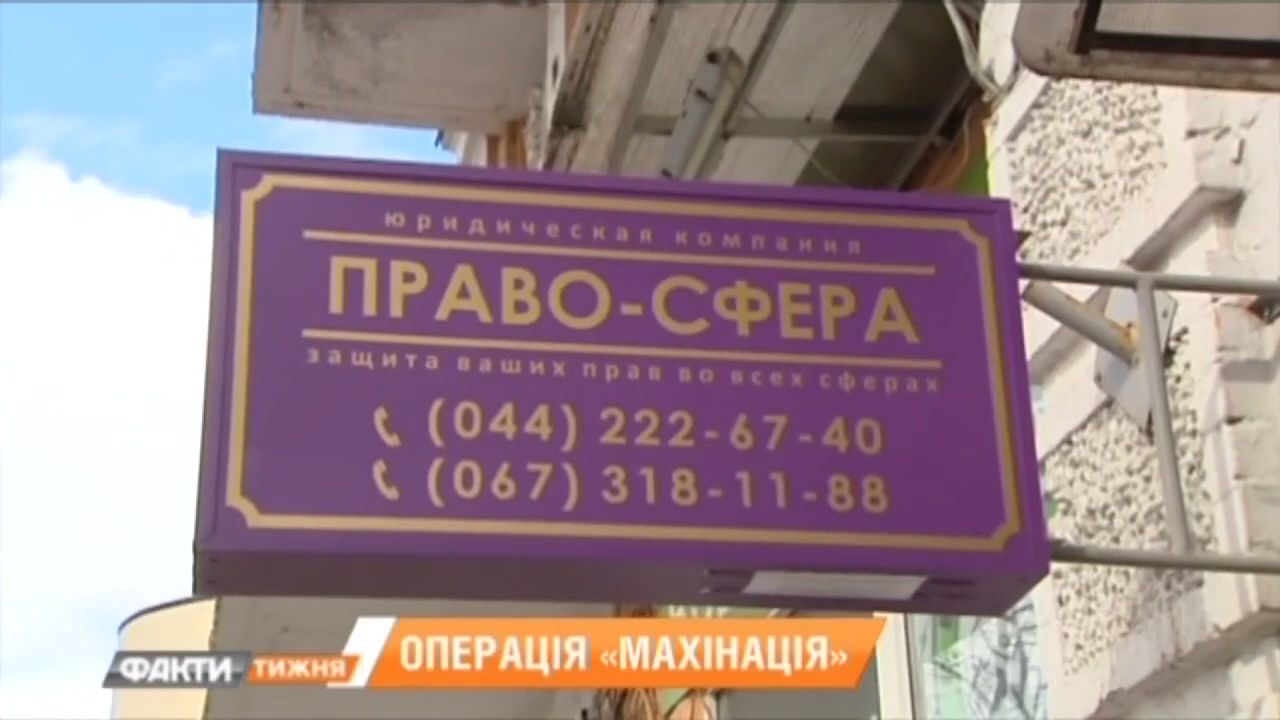 юридическая компания
ПРАВО-СФЕРА
защита ваших прав во всех сферах
(044) 222-67-40
(067) 318-11-88
ФАКТИ ТИЖНЯ
ОПЕРАЦІЯ «МАХІНАЦІЯ»